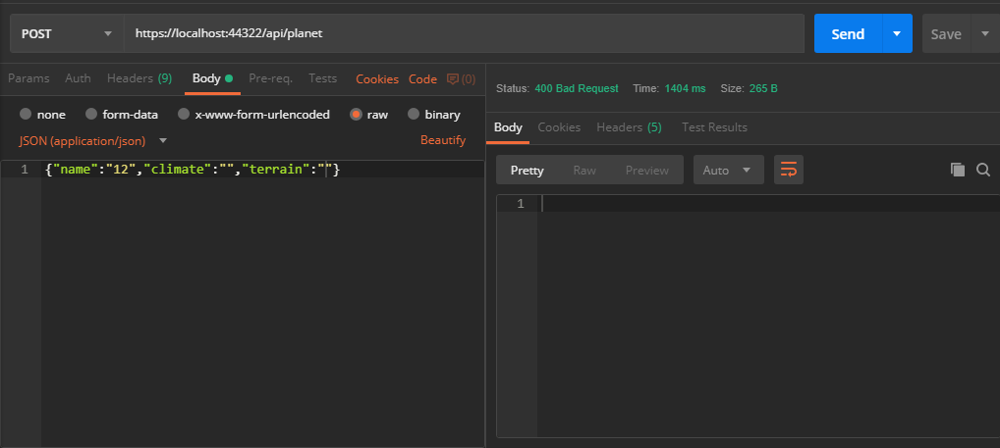 POST https://localhost:44322/api/planet Send Save
Params Auth Headers (9) Body Pre-req. Tests Cookies Code (0)
none form-data x-www-form-urlencoded raw binary
JSON (application/json) Beautify
1 {"name":"12","climate":"","terrain":""}
Status: 400 Bad Request Time: 1404 ms Size: 265 B
Body Cookies Headers (5) Test Results
Pretty Raw Preview Auto
1